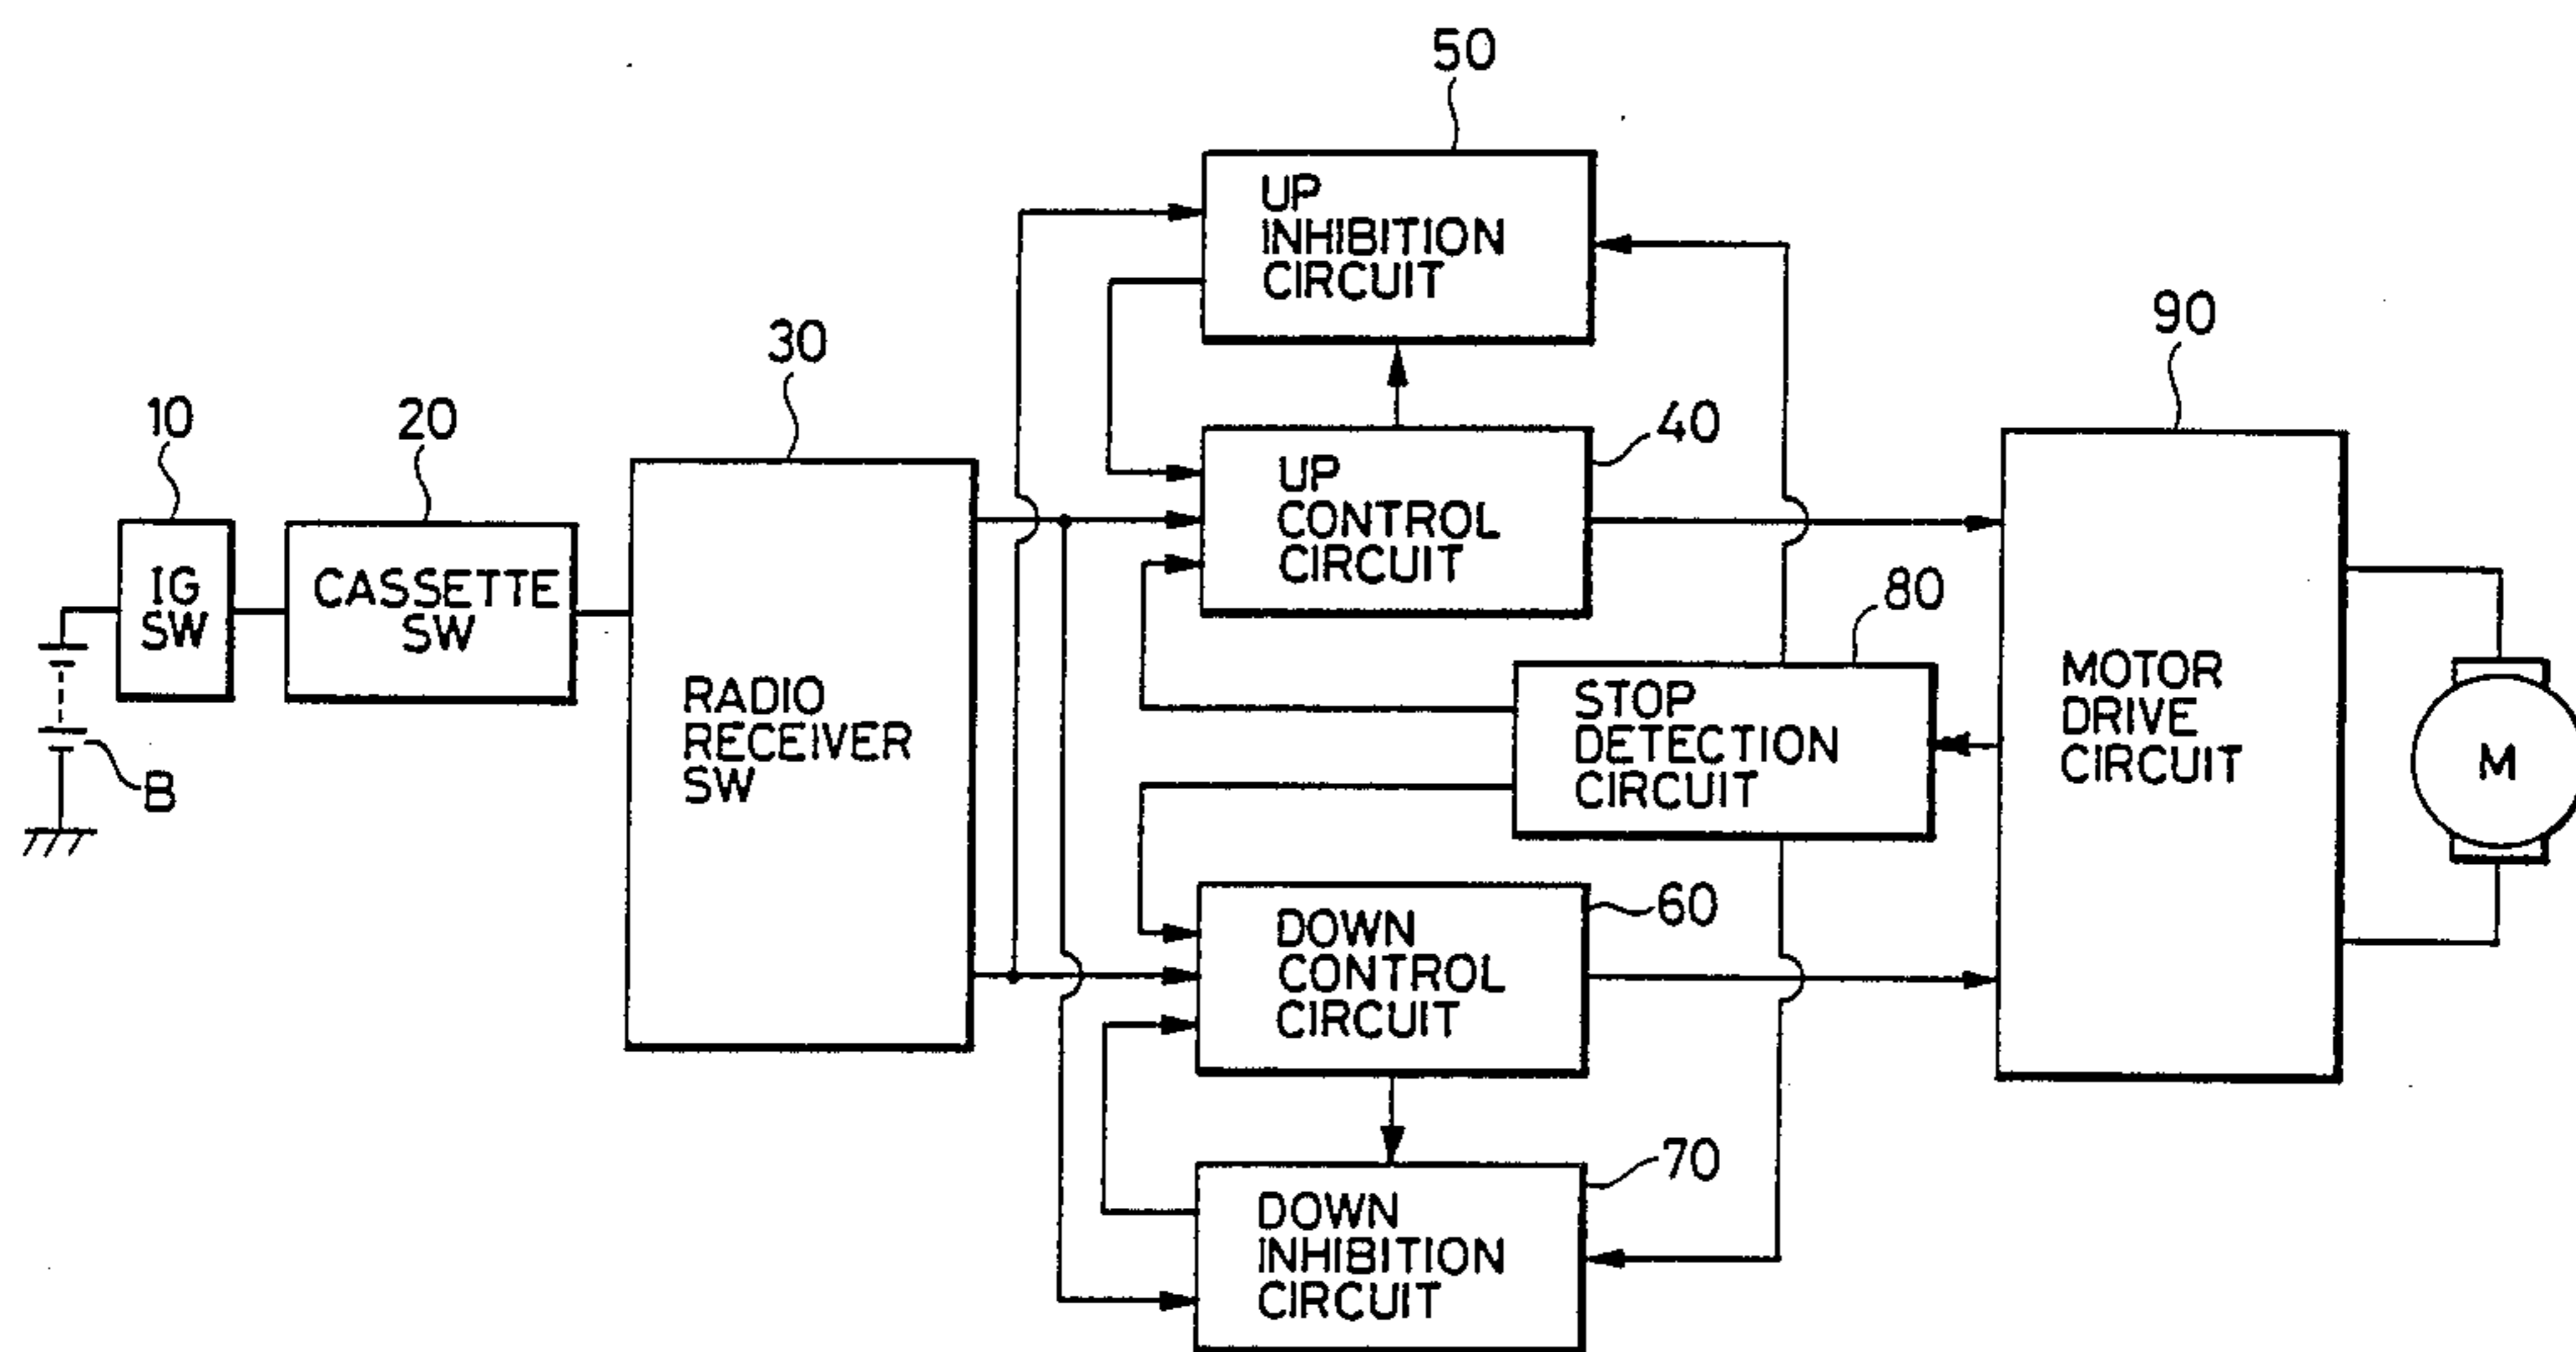 50
UP
INHIBITION
CIRCUIT
30
90
10
20
40
UP
CONTROL
CIRCUIT
IG
SW
CASSETTE
SW
80
RADIO
RECEIVER
SW
STOP
DETECTION
CIRCUIT
MOTOR
DRIVE
CIRCUIT
M
B
60
DOWN
CONTROL
CIRCUIT
70
DOWN
INHIBITION
CIRCUIT